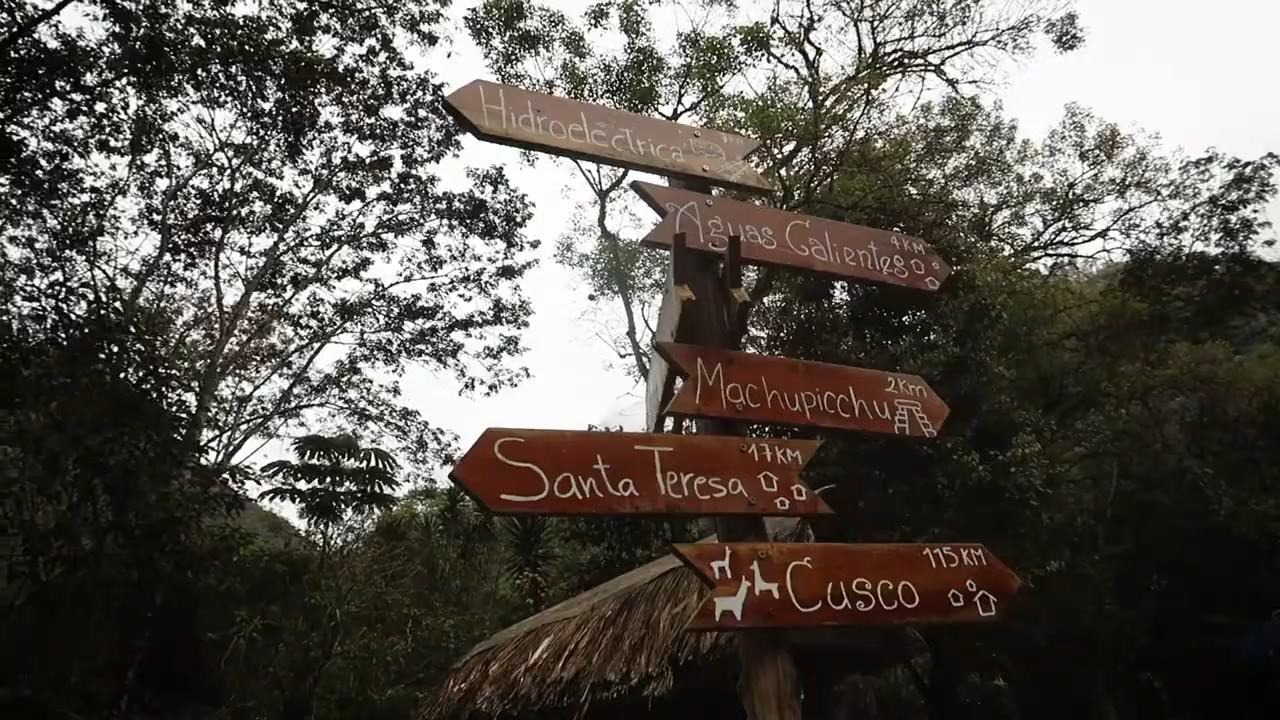 Hidroeléctrica
Aguas Calientes 4KM
Machupicchu 2Km
Santa Teresa 17KM
Cusco 115KM